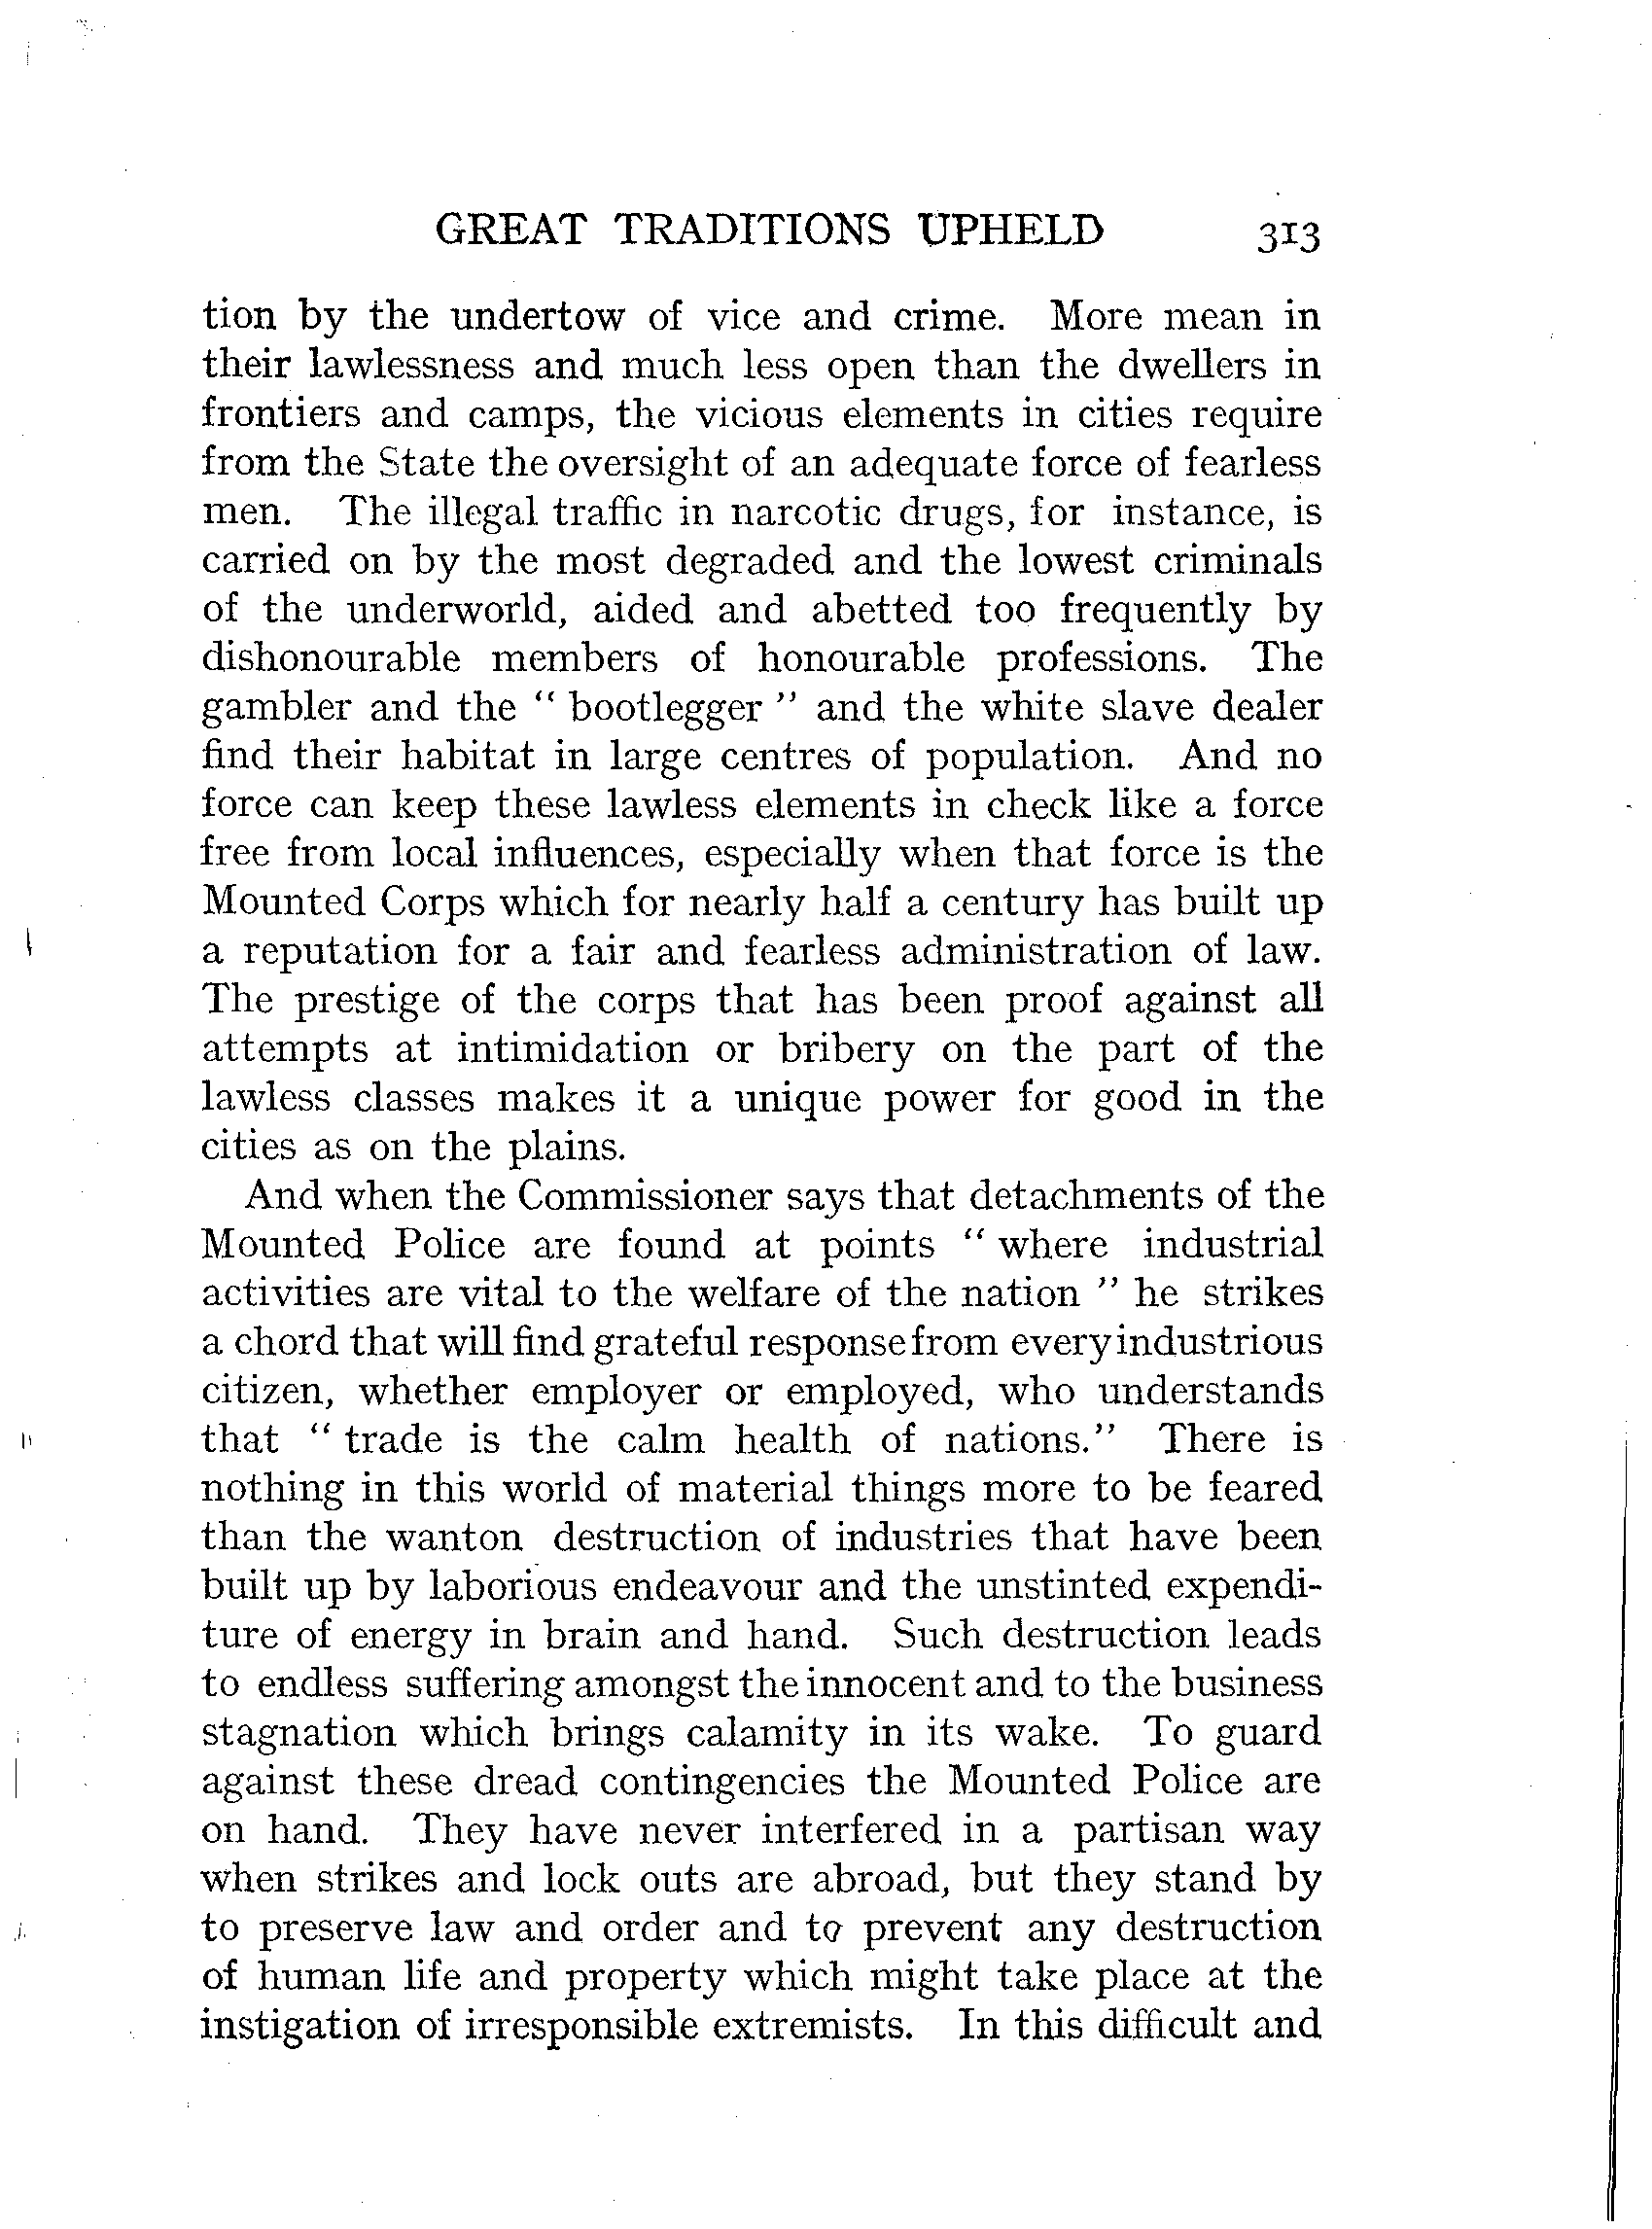 GREAT TRADITIONS UPHELD 313
tion by the undertow of vice and crime. More mean in
their lawlessness and much less open than the dwellers in
frontiers and camps, the vicious elements in cities require
from the State the oversight of an adequate force of fearless
men. The illegal traffic in narcotic drugs, for instance, is
carried on by the most degraded and the lowest criminals
of the underworld, aided and abetted too frequently by
dishonourable members of honourable professions. The
gambler and the " bootlegger " and the white slave dealer
find their habitat in large centres of population. And no
force can keep these lawless elements in check like a force
free from local influences, especially when that force is the
Mounted Corps which for nearly half a century has built up
a reputation for a fair and fearless administration of law.
The prestige of the corps that has been proof against all
attempts at intimidation or bribery on the part of the
lawless classes makes it a unique power for good in the
cities as on the plains.
And when the Commissioner says that detachments of the
Mounted Police are found at points " where industrial
activities are vital to the welfare of the nation " he strikes
a chord that will find grateful response from every industrious
citizen, whether employer or employed, who understands
that " trade is the calm health of nations." There is
nothing in this world of material things more to be feared
than the wanton destruction of industries that have been
built up by laborious endeavour and the unstinted expendi-
ture of energy in brain and hand. Such destruction leads
to endless suffering amongst the innocent and to the business
stagnation which brings calamity in its wake. To guard
against these dread contingencies the Mounted Police are
on hand. They have never interfered in a partisan way
when strikes and lock outs are abroad, but they stand by
to preserve law and order and to prevent any destruction
of human life and property which might take place at the
instigation of irresponsible extremists. In this difficult and